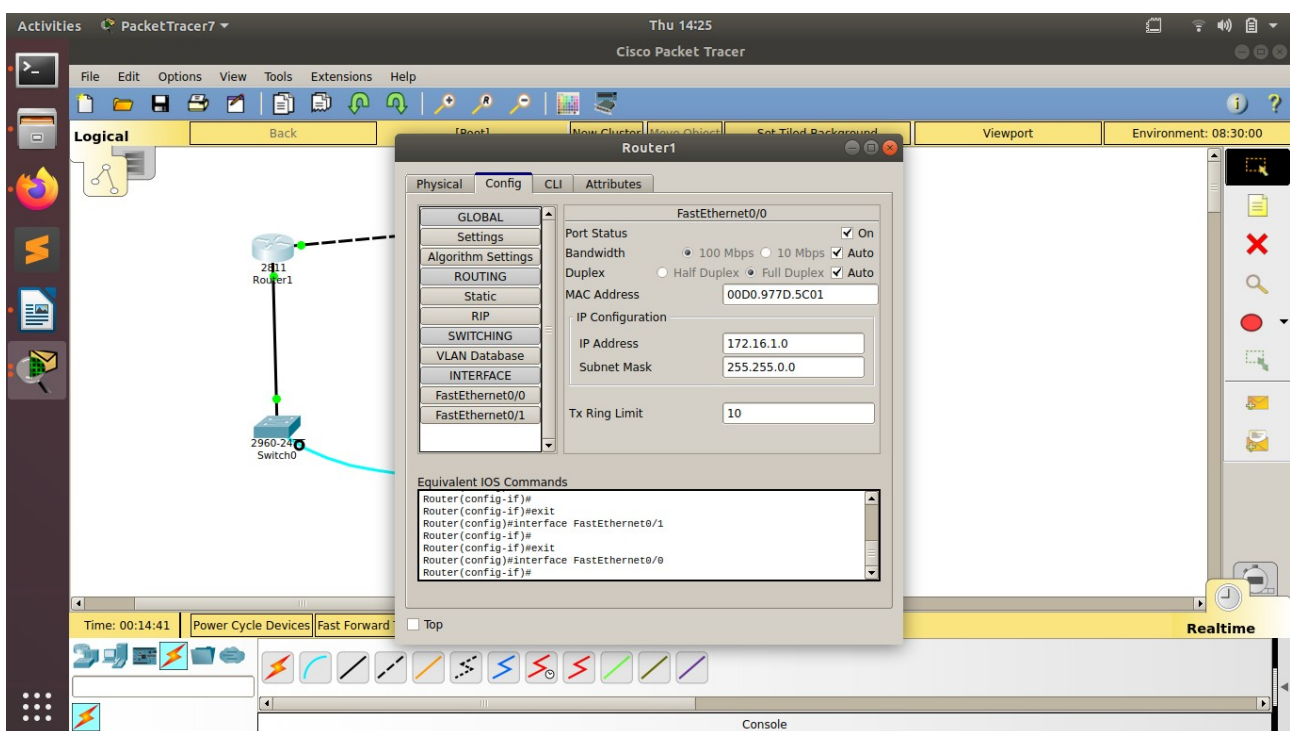 Activities PacketTracer7 Thu 14:25
Cisco Packet Tracer
File Edit Options View Tools Extensions Help
Logical Back [Root] New Cluster Move Object Set Tiled Background Viewport Environment: 08:30:00
Router1
Physical Config CLI Attributes
GLOBAL
Settings
Algorithm Settings
ROUTING
Static
RIP
SWITCHING
VLAN Database
INTERFACE
FastEthernet0/0
FastEthernet0/1
FastEthernet0/0
Port Status On
Bandwidth 100 Mbps 10 Mbps Auto
Duplex Half Duplex Full Duplex Auto
MAC Address 00D0.977D.5C01
IP Configuration
IP Address 172.16.1.0
Subnet Mask 255.255.0.0
Tx Ring Limit 10
2811
Router1
Switch0
Equivalent IOS Commands
Router(config-if)#
Router(config-if)#exit
Router(config)#interface FastEthernet0/1
Router(config-if)#
Router(config-if)#exit
Router(config)#interface FastEthernet0/0
Router(config-if)#
Top
Time: 00:14:41 Power Cycle Devices Fast Forward
Realtime
Console